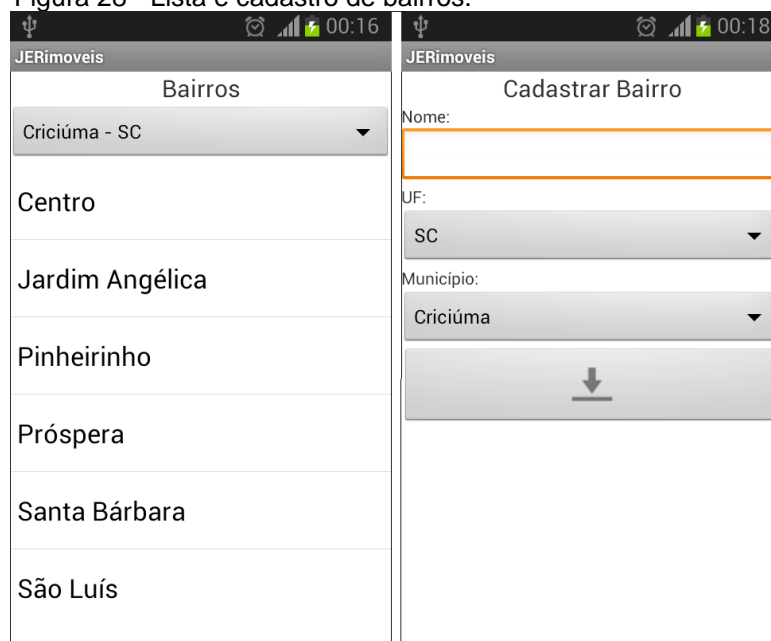 Figura 28 - Lista e cadastro de bairros.
00:16
JERimoveis
Bairros
Criciúma - SC
Centro
Jardim Angélica
Pinheirinho
Próspera
Santa Bárbara
São Luís
00:18
JERimoveis
Cadastrar Bairro
Nome:
UF:
SC
Município:
Criciúma